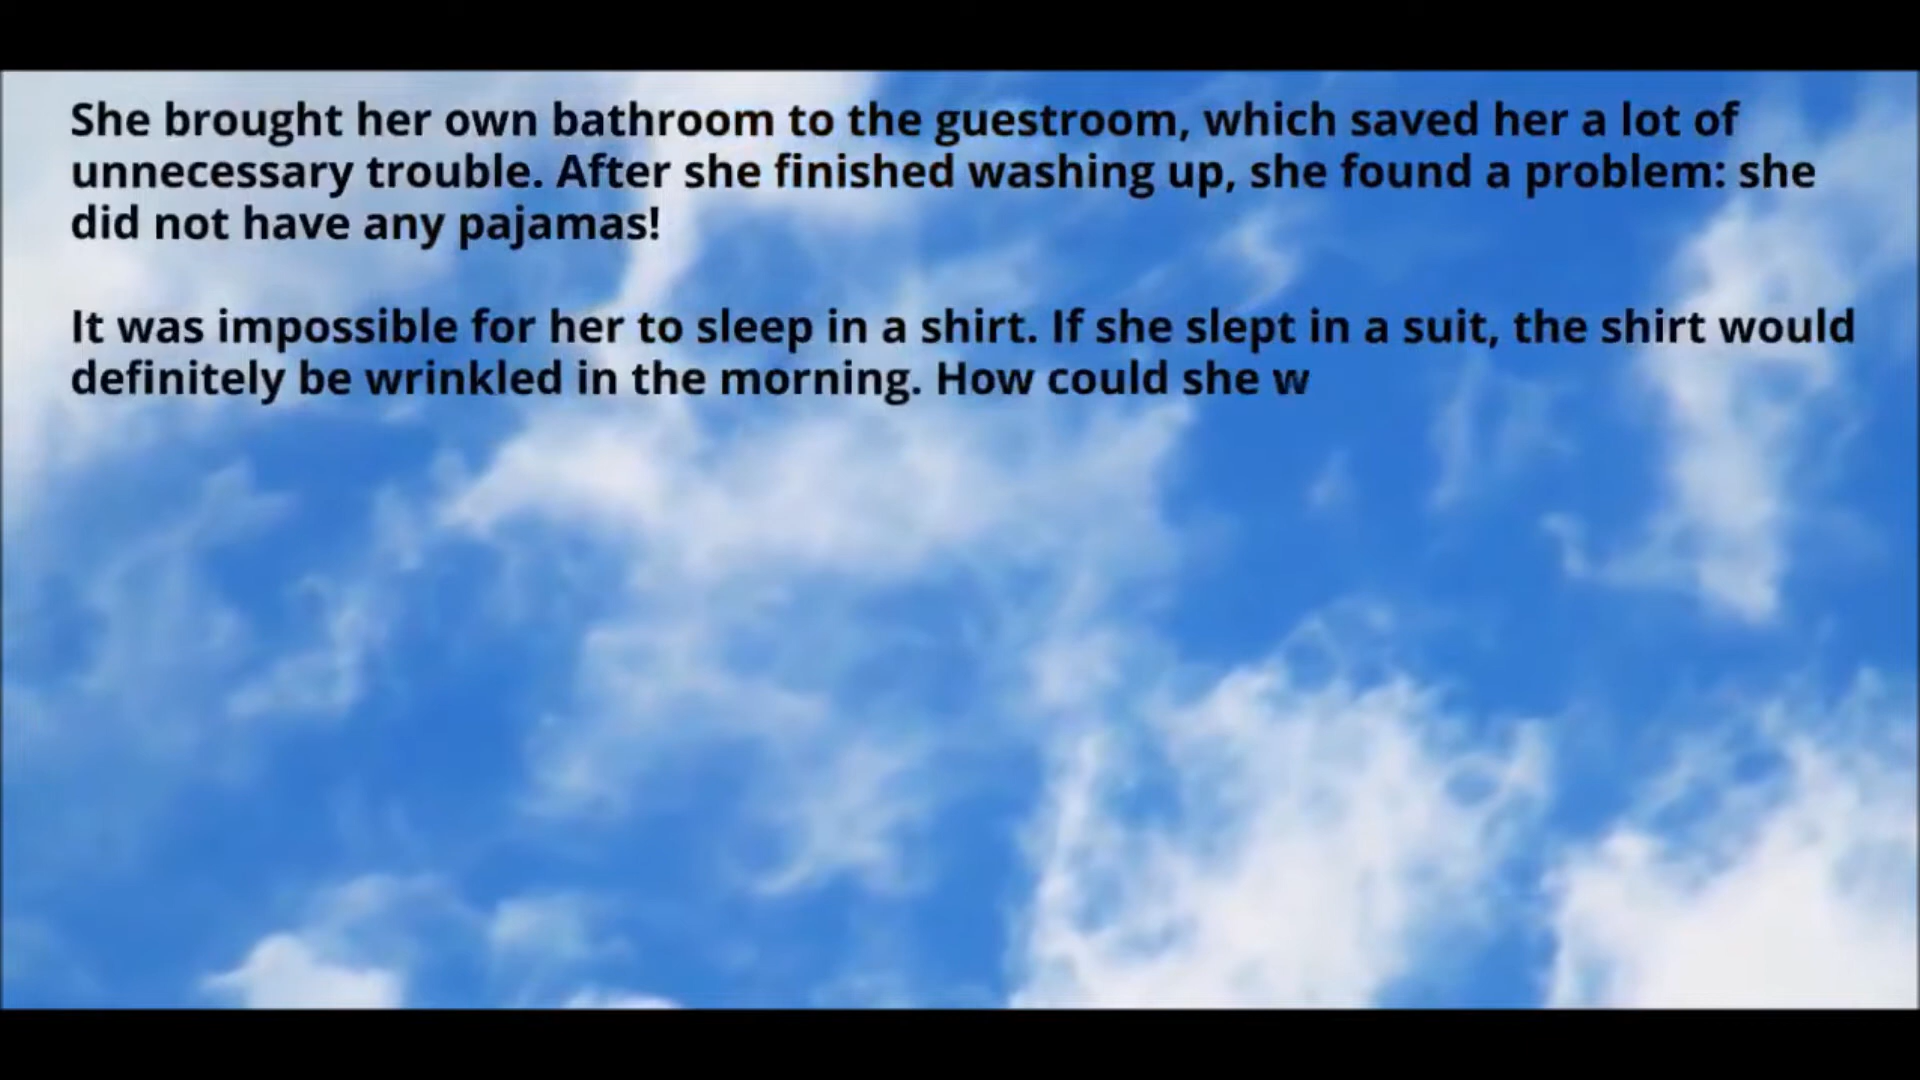 She brought her own bathroom to the guestroom, which saved her a lot of
unnecessary trouble. After she finished washing up, she found a problem: she
did not have any pajamas!
It was impossible for her to sleep in a shirt. If she slept in a suit, the shirt would
definitely be wrinkled in the morning. How could she w